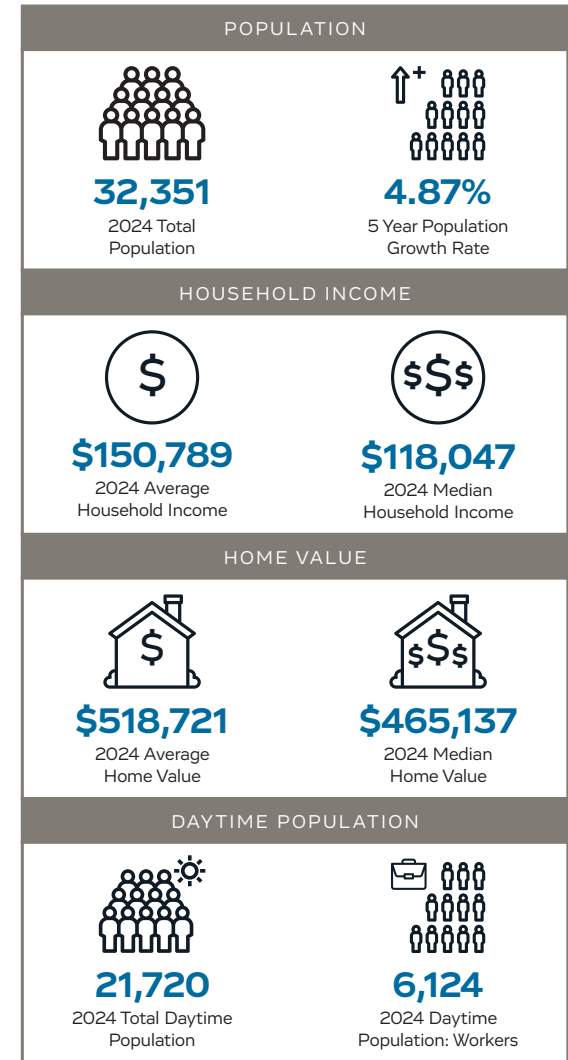 POPULATION
32,351
2024 Total
Population
4.87%
5 Year Population
Growth Rate
HOUSEHOLD INCOME
$
$150,789
2024 Average
Household Income
$$$
$118,047
2024 Median
Household Income
HOME VALUE
$
$518,721
2024 Average
Home Value
$$$
$465,137
2024 Median
Home Value
DAYTIME POPULATION
21,720
2024 Total Daytime
Population
6,124
2024 Daytime
Population: Workers